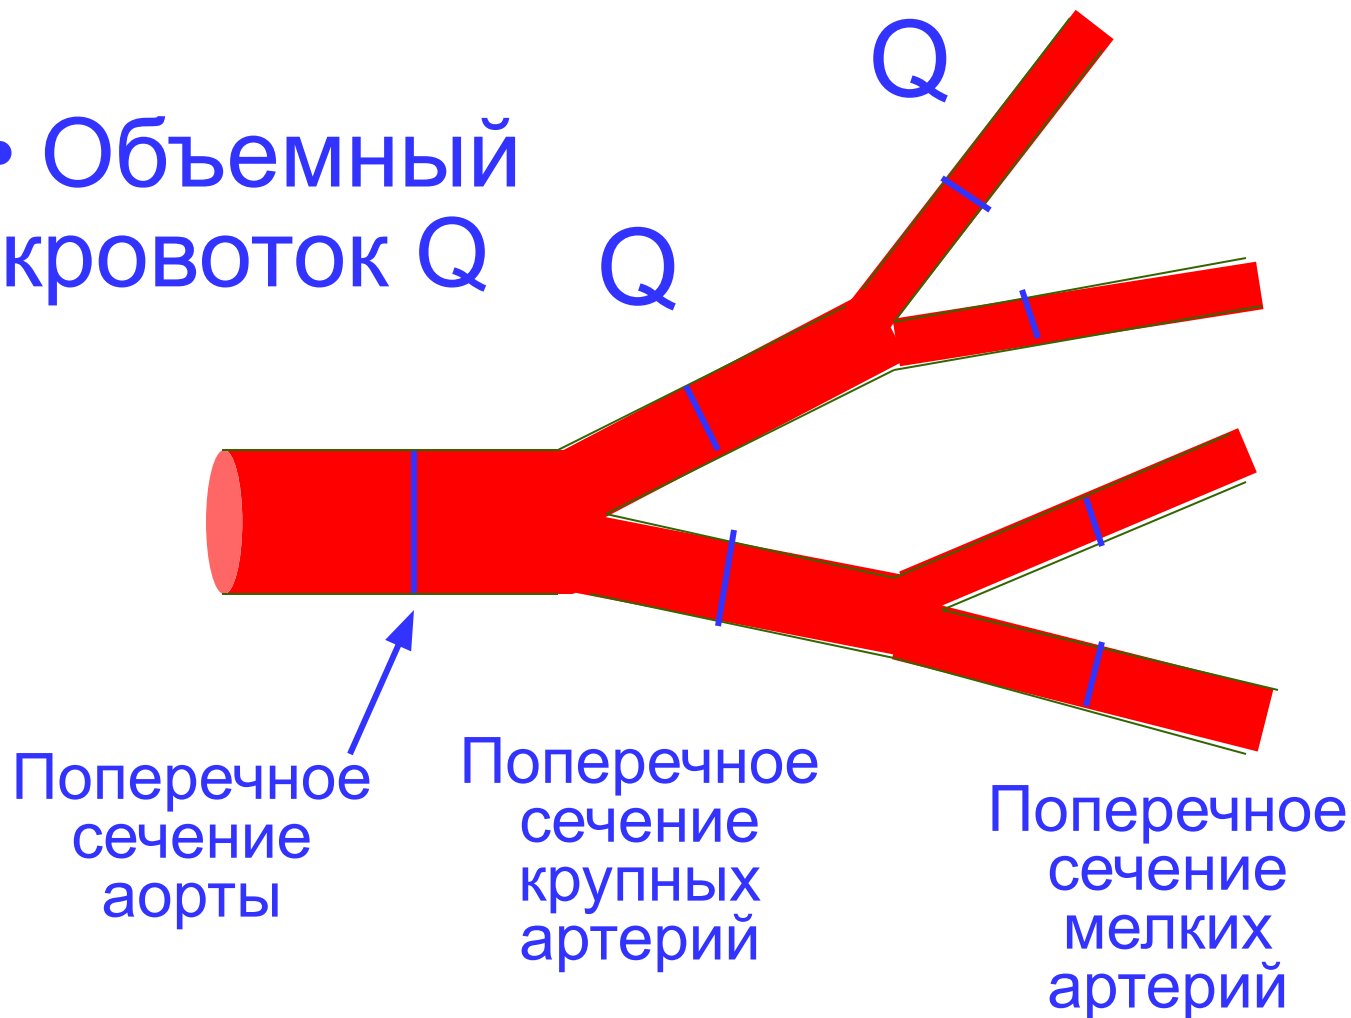 Q
• Объемный
кровоток Q
Q
Поперечное
сечение
аорты
Поперечное
сечение
крупных
артерий
Поперечное
сечение
мелких
артерий